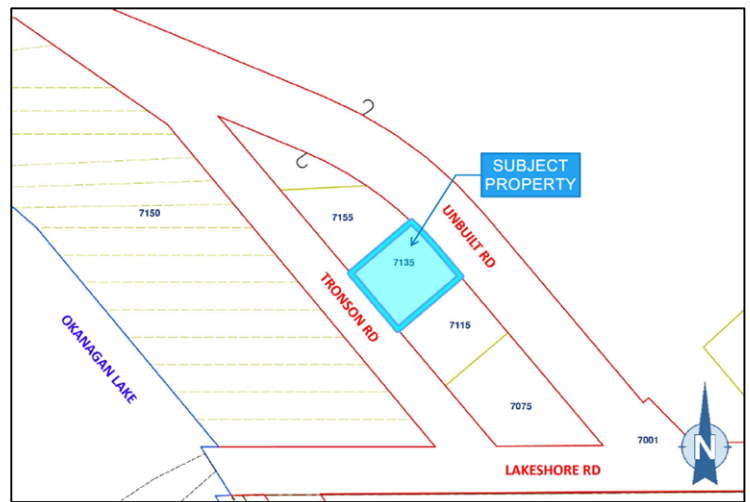 SUBJECT
PROPERTY
7150
7155
UNBUILT RD
7135
TRONSON RD
OKANAGAN LAKE
7115
7075
7001
N
LAKESHORE RD